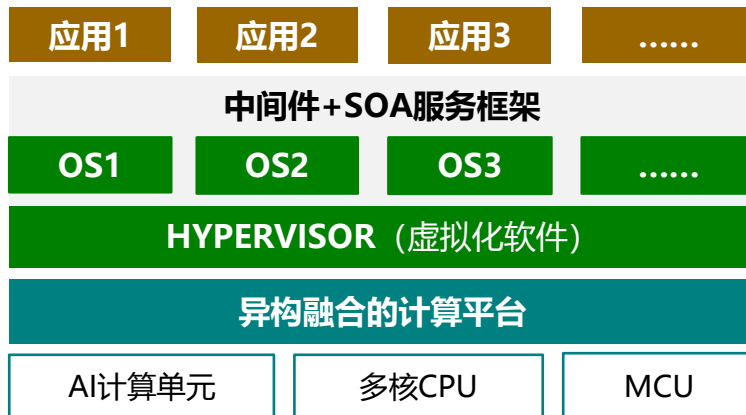 应用1 应用2 应用3 ......
中间件+SOA服务框架
OS1 OS2 OS3 ......
HYPERVISOR（虚拟化软件）
异构融合的计算平台
AI计算单元 多核CPU MCU